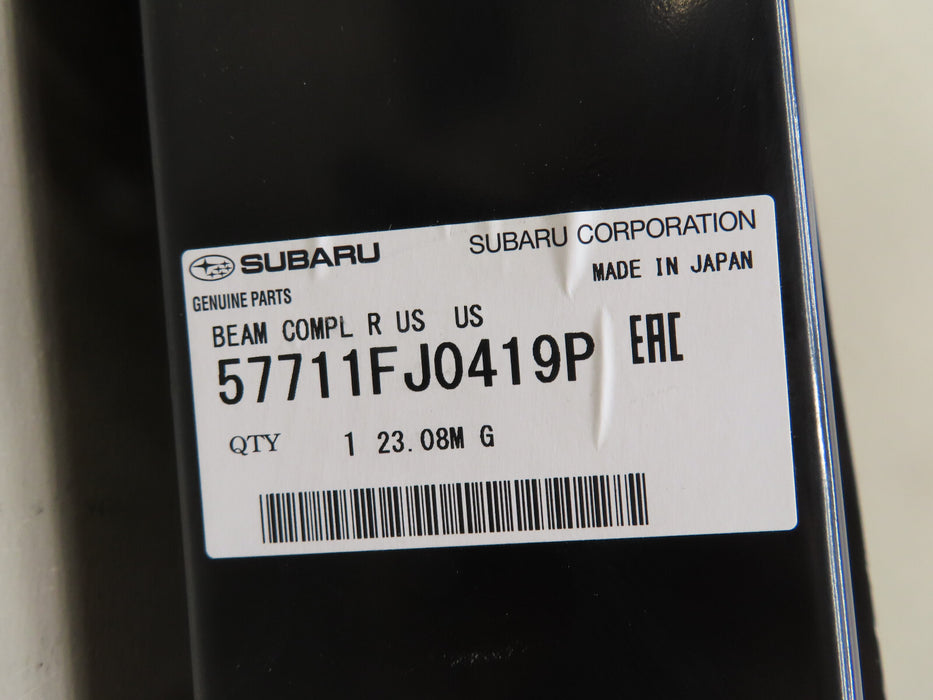 SUBARU
SUBARU CORPORATION
GENUINE PARTS
MADE IN JAPAN
BEAM COMPL R US US
57711FJ0419P
EAC
QTY 1 23.08M G